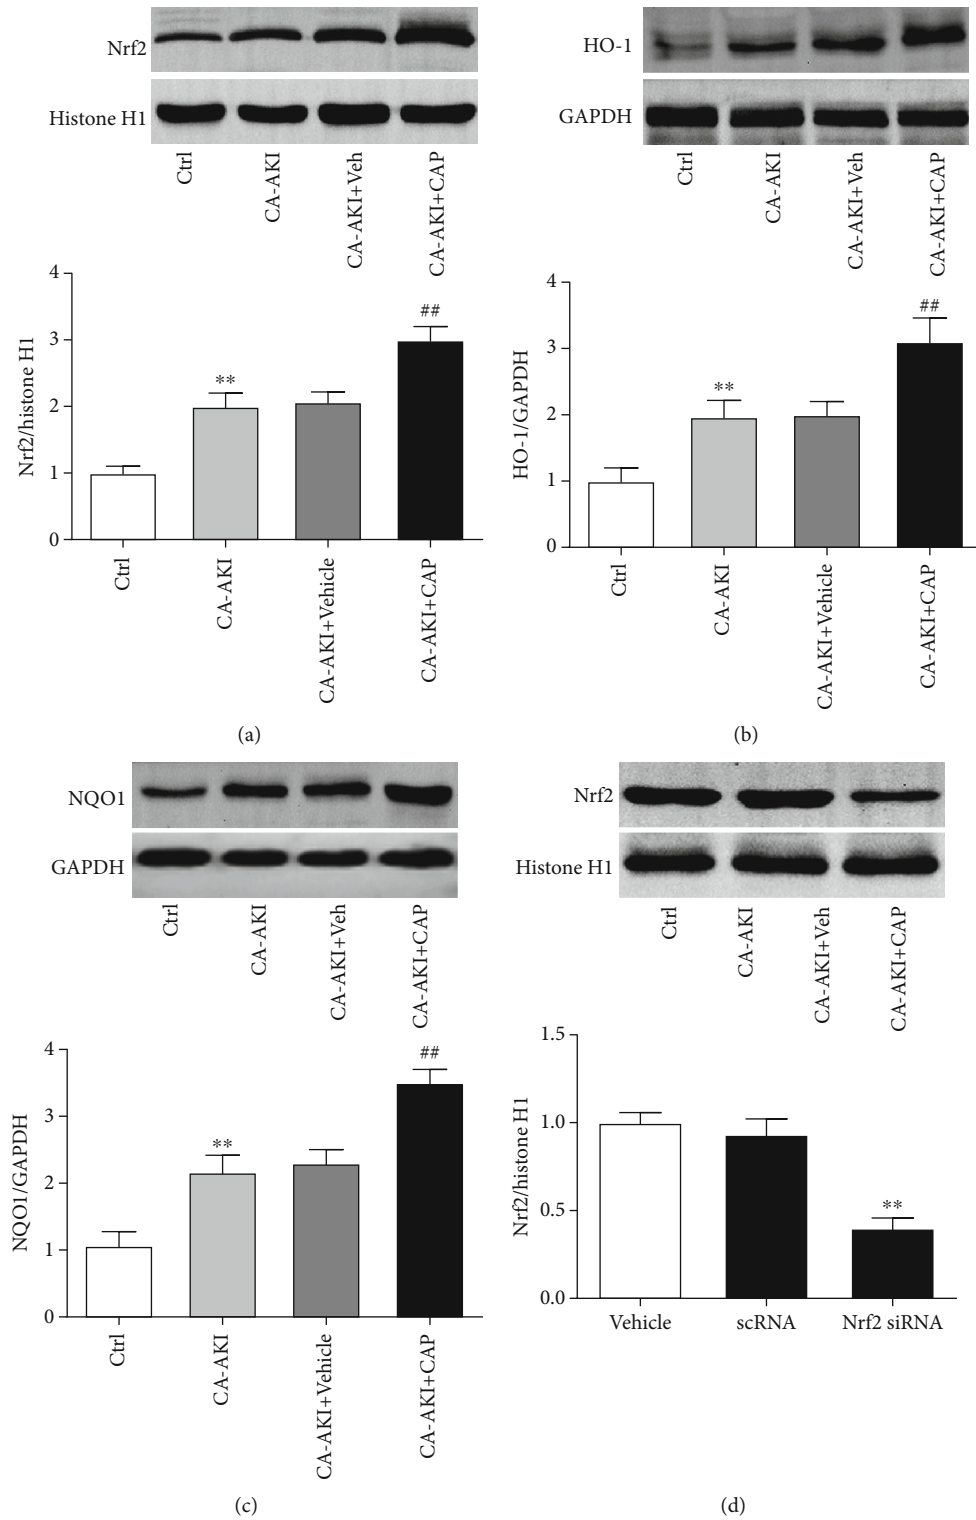 Nrf2
Histone H1
Ctrl
CA-AKI
CA-AKI+Veh
CA-AKI+CAP
4
3
2
1
0
Nrf2/histone H1
**
##
Ctrl
CA-AKI
CA-AKI+Vehicle
CA-AKI+CAP
(a)
HO-1
GAPDH
Ctrl
CA-AKI
CA-AKI+Veh
CA-AKI+CAP
4
3
2
1
0
HO-1/GAPDH
**
##
Ctrl
CA-AKI
CA-AKI+Vehicle
CA-AKI+CAP
(b)
NQO1
GAPDH
Ctrl
CA-AKI
CA-AKI+Veh
CA-AKI+CAP
4
3
2
1
0
NQO1/GAPDH
**
##
Ctrl
CA-AKI
CA-AKI+Vehicle
CA-AKI+CAP
(c)
Nrf2
Histone H1
Ctrl
CA-AKI
CA-AKI+Veh
CA-AKI+CAP
1.5
1.0
0.5
0.0
Nrf2/histone H1
**
Vehicle
scRNA
Nrf2 siRNA
(d)